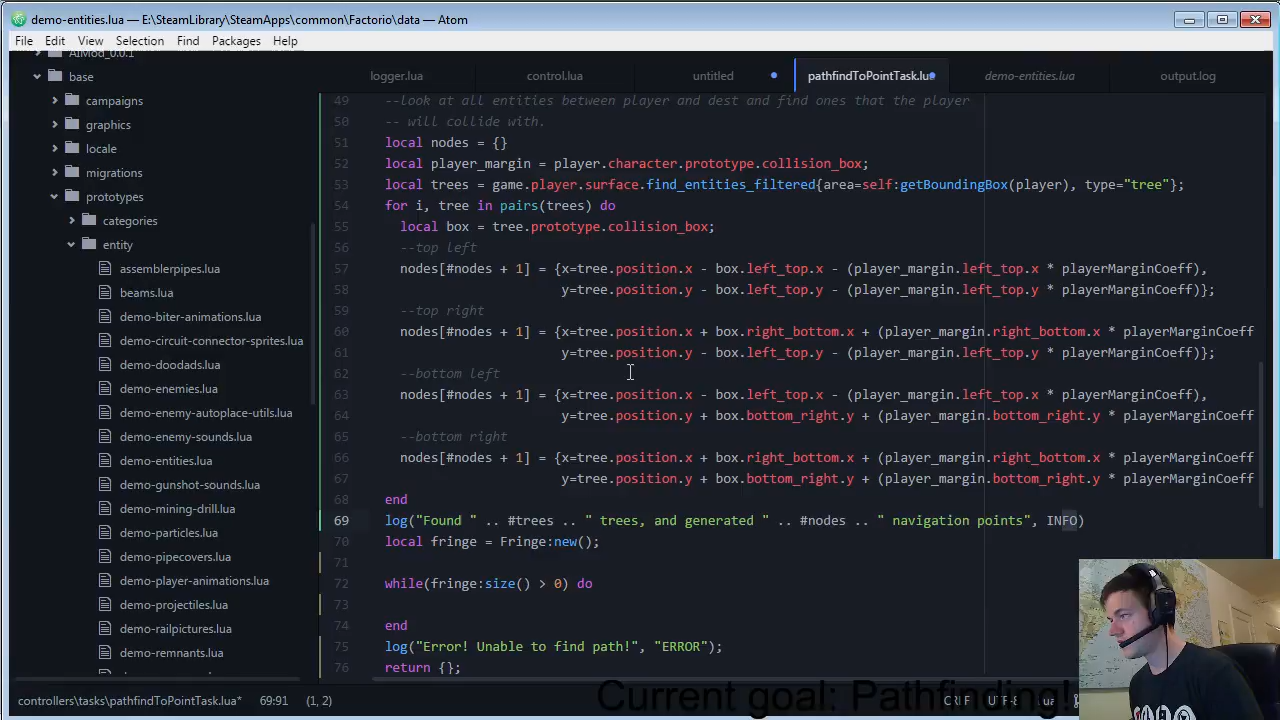 demo-entities.lua — E:\SteamLibrary\SteamApps\common\Factorio\data — Atom
File Edit View Selection Find Packages Help
AIMod_0.0.1
base
campaigns
graphics
locale
migrations
prototypes
categories
entity
assemblerpipes.lua
beams.lua
demo-biter-animations.lua
demo-circuit-connector-sprites.lua
demo-doodads.lua
demo-enemies.lua
demo-enemy-autoplace-utils.lua
demo-enemy-sounds.lua
demo-entities.lua
demo-gunshot-sounds.lua
demo-mining-drill.lua
demo-particles.lua
demo-pipecovers.lua
demo-player-animations.lua
demo-projectiles.lua
demo-railpictures.lua
demo-remnants.lua
logger.lua control.lua untitled pathfindToPointTask.lua demo-entities.lua output.log
49 --look at all entities between player and dest and find ones that the player
50 -- will collide with.
51 local nodes = {}
52 local player_margin = player.character.prototype.collision_box;
53 local trees = game.player.surface.find_entities_filtered{area=self:getBoundingBox(player), type="tree"};
54 for i, tree in pairs(trees) do
55 local box = tree.prototype.collision_box;
56 --top left
57 nodes[#nodes + 1] = {x=tree.position.x - box.left_top.x - (player_margin.left_top.x * playerMarginCoeff),
58 y=tree.position.y - box.left_top.y - (player_margin.left_top.y * playerMarginCoeff)};
59 --top right
60 nodes[#nodes + 1] = {x=tree.position.x + box.right_bottom.x + (player_margin.right_bottom.x * playerMarginCoeff
61 y=tree.position.y - box.left_top.y - (player_margin.left_top.y * playerMarginCoeff)};
62 --bottom left
63 nodes[#nodes + 1] = {x=tree.position.x - box.left_top.x - (player_margin.left_top.x * playerMarginCoeff),
64 y=tree.position.y + box.bottom_right.y + (player_margin.bottom_right.y * playerMarginCoeff
65 --bottom right
66 nodes[#nodes + 1] = {x=tree.position.x + box.right_bottom.x + (player_margin.right_bottom.x * playerMarginCoeff
67 y=tree.position.y + box.bottom_right.y + (player_margin.bottom_right.y * playerMarginCoeff
68 end
69 log("Found " .. #trees .. " trees, and generated " .. #nodes .. " navigation points", INFO)
70 local fringe = Fringe:new();
71
72 while(fringe:size() > 0) do
73
74 end
75 log("Error! Unable to find path!", "ERROR");
76 return {};
controllers\tasks\pathfindToPointTask.lua* 69:91 (1, 2) CRLF UTF-8 Lua
Current goal: Pathfinding!